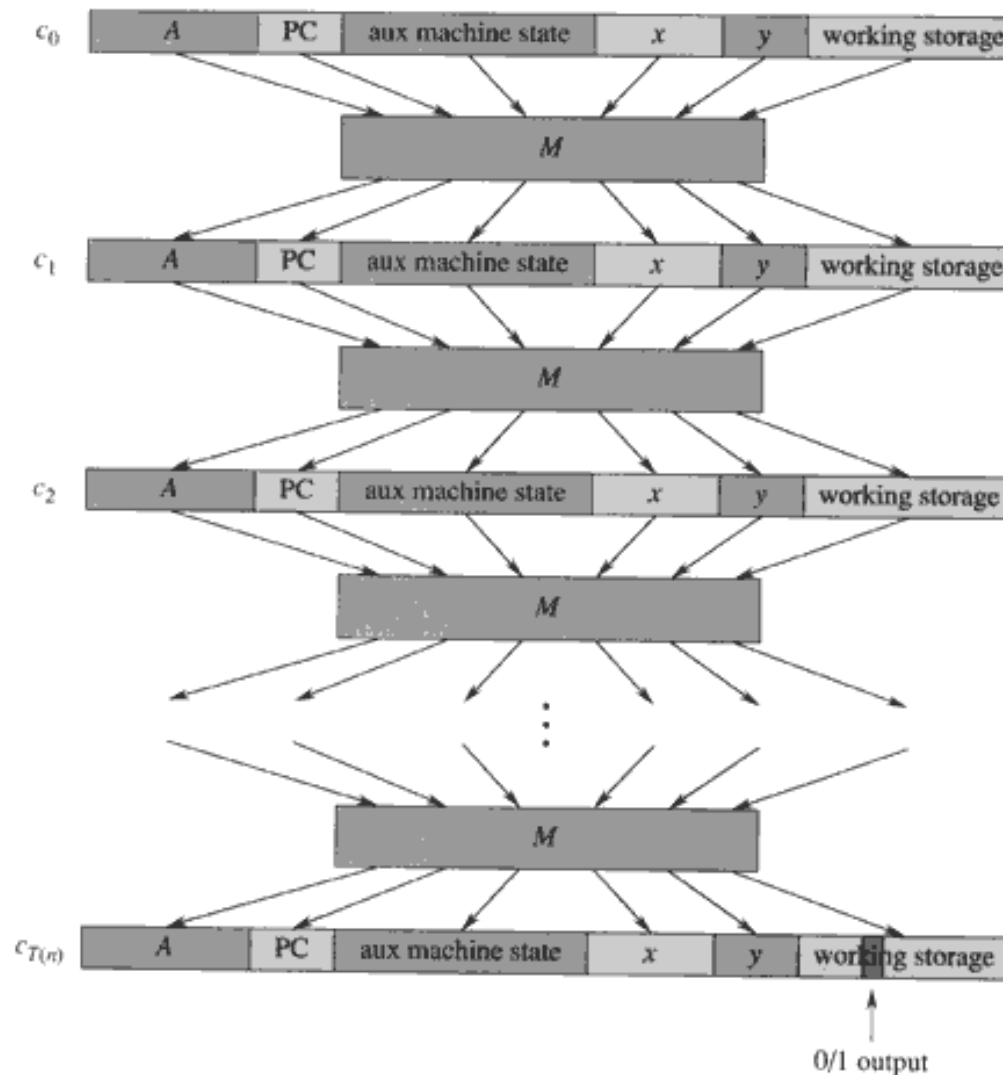 c0 A PC aux machine state x y working storage
M
c1 A PC aux machine state x y working storage
M
c2 A PC aux machine state x y working storage
M
M
cT(n) A PC aux machine state x y working storage
0/1 output